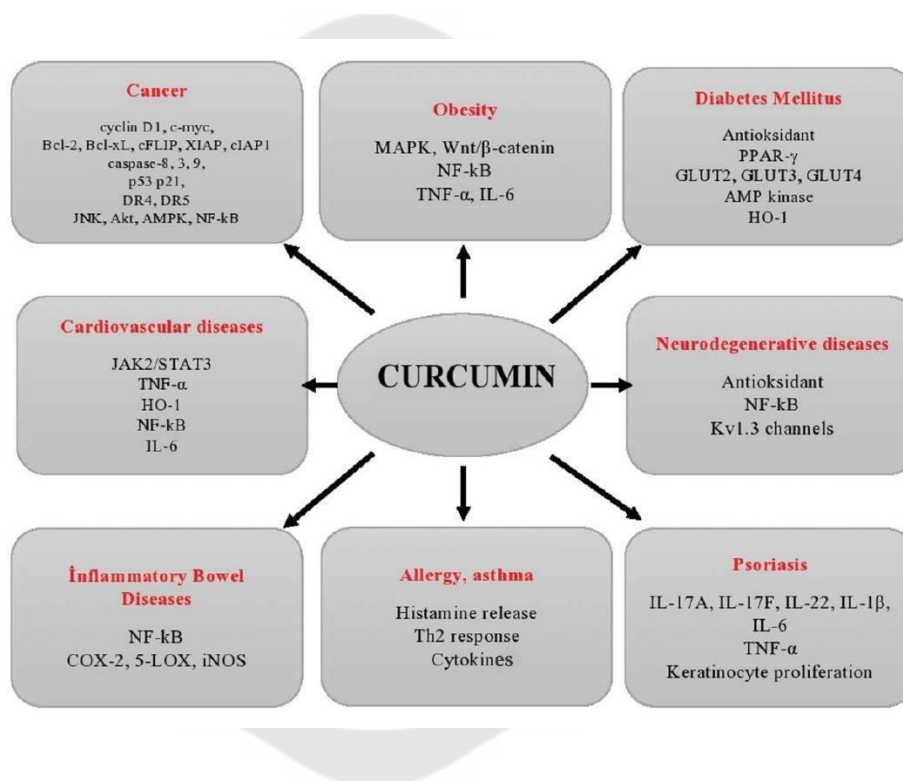 Cancer
cyclin D1, c-myc,
Bcl-2, Bcl-xL, cFLIP, XIAP, cIAP1
caspase-8, 3, 9,
p53 p21,
DR4, DR5
JNK, Akt, AMPK, NF-kB
Obesity
MAPK, Wnt/β-catenin
NF-kB
TNF-α, IL-6
Diabetes Mellitus
Antioksidant
PPAR-γ
GLUT2, GLUT3, GLUT4
AMP kinase
HO-1
Cardiovascular diseases
JAK2/STAT3
TNF-α
HO-1
NF-kB
IL-6
CURCUMIN
Neurodegenerative diseases
Antioksidant
NF-kB
Kv1.3 channels
İnflammatory Bowel
Diseases
NF-kB
COX-2, 5-LOX, iNOS
Allergy, asthma
Histamine release
Th2 response
Cytokines
Psoriasis
IL-17A, IL-17F, IL-22, IL-1β,
IL-6
TNF-α
Keratinocyte proliferation